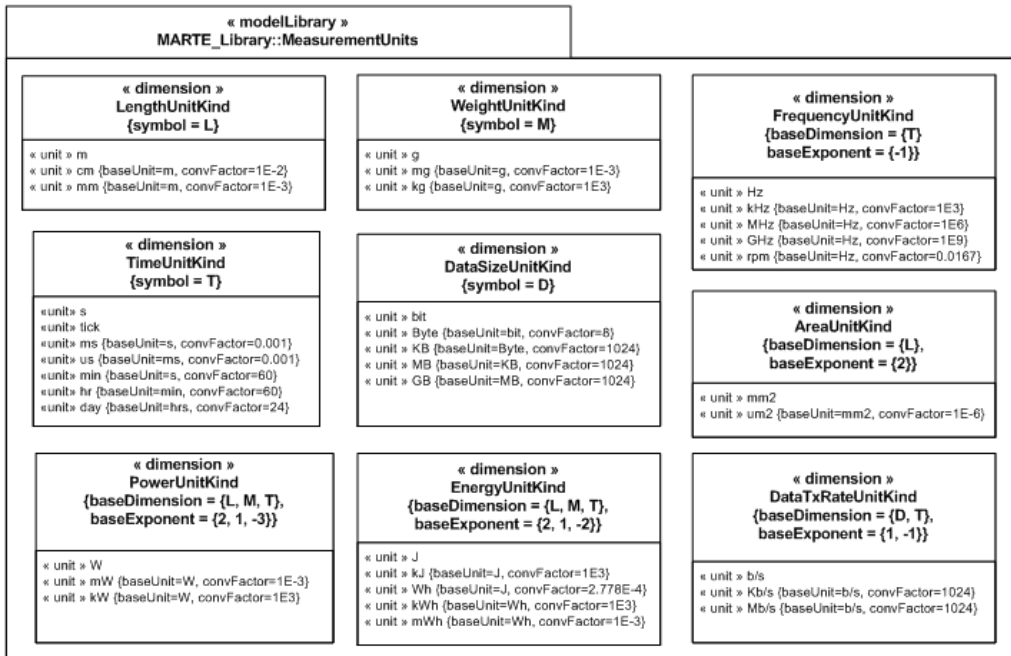 « modelLibrary »
MARTE_Library::MeasurementUnits
« dimension »
LengthUnitKind
{symbol = L}
« unit » m
« unit » cm {baseUnit=m, convFactor=1E-2}
« unit » mm {baseUnit=m, convFactor=1E-3}
« dimension »
WeightUnitKind
{symbol = M}
« unit » g
« unit » mg {baseUnit=g, convFactor=1E-3}
« unit » kg {baseUnit=g, convFactor=1E3}
« dimension »
FrequencyUnitKind
{baseDimension = {T}
baseExponent = {-1}}
« unit » Hz
« unit » kHz {baseUnit=Hz, convFactor=1E3}
« unit » MHz {baseUnit=Hz, convFactor=1E6}
« unit » GHz {baseUnit=Hz, convFactor=1E9}
« unit » rpm {baseUnit=Hz, convFactor=0.0167}
« dimension »
TimeUnitKind
{symbol = T}
«unit» s
«unit» tick
«unit» ms {baseUnit=s, convFactor=0.001}
«unit» us {baseUnit=ms, convFactor=0.001}
«unit» min {baseUnit=s, convFactor=60}
«unit» hr {baseUnit=min, convFactor=60}
«unit» day {baseUnit=hrs, convFactor=24}
« dimension »
DataSizeUnitKind
{symbol = D}
« unit » bit
« unit » Byte {baseUnit=bit, convFactor=8}
« unit » KB {baseUnit=Byte, convFactor=1024}
« unit » MB {baseUnit=KB, convFactor=1024}
« unit » GB {baseUnit=MB, convFactor=1024}
« dimension »
AreaUnitKind
{baseDimension = {L},
baseExponent = {2}}
« unit » mm2
« unit » um2 {baseUnit=mm2, convFactor=1E-6}
« dimension »
PowerUnitKind
{baseDimension = {L, M, T},
baseExponent = {2, 1, -3}}
« unit » W
« unit » mW {baseUnit=W, convFactor=1E-3}
« unit » kW {baseUnit=W, convFactor=1E3}
« dimension »
EnergyUnitKind
{baseDimension = {L, M, T},
baseExponent = {2, 1, -2}}
« unit » J
« unit » kJ {baseUnit=J, convFactor=1E3}
« unit » Wh {baseUnit=J, convFactor=2.778E-4}
« unit » kWh {baseUnit=Wh, convFactor=1E3}
« unit » mWh {baseUnit=Wh, convFactor=1E-3}
« dimension »
DataTxRateUnitKind
{baseDimension = {D, T},
baseExponent = {1, -1}}
« unit » b/s
« unit » Kb/s {baseUnit=b/s, convFactor=1024}
« unit » Mb/s {baseUnit=b/s, convFactor=1024}